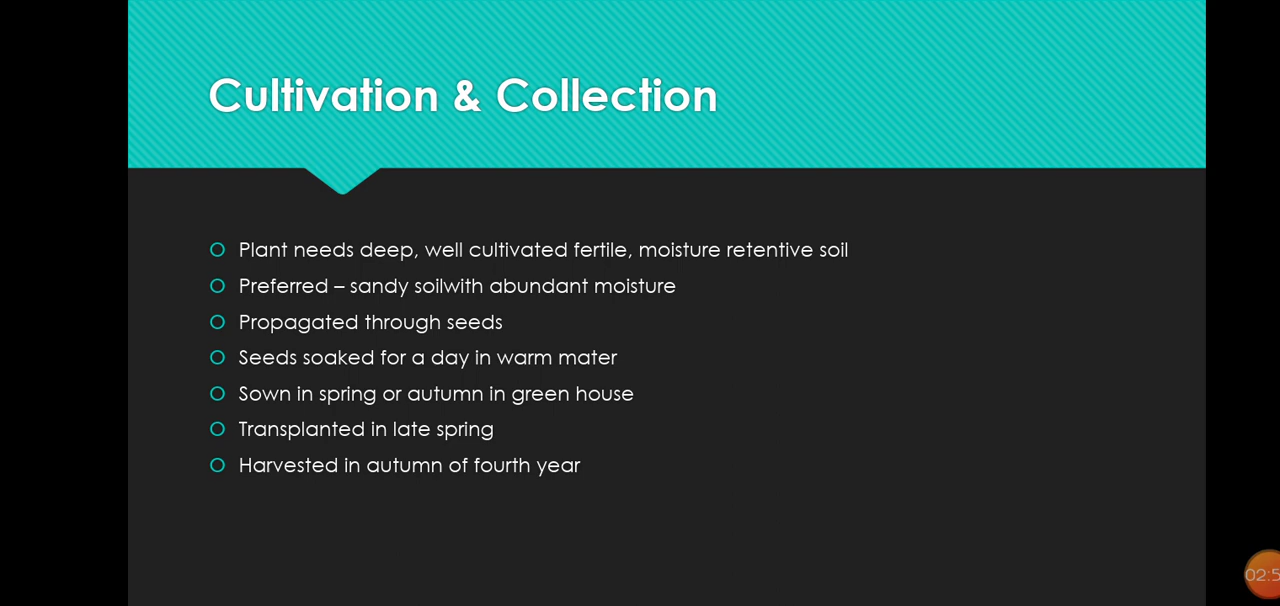 Cultivation & Collection
Plant needs deep, well cultivated fertile, moisture retentive soil
Preferred – sandy soilwith abundant moisture
Propagated through seeds
Seeds soaked for a day in warm mater
Sown in spring or autumn in green house
Transplanted in late spring
Harvested in autumn of fourth year
02:5